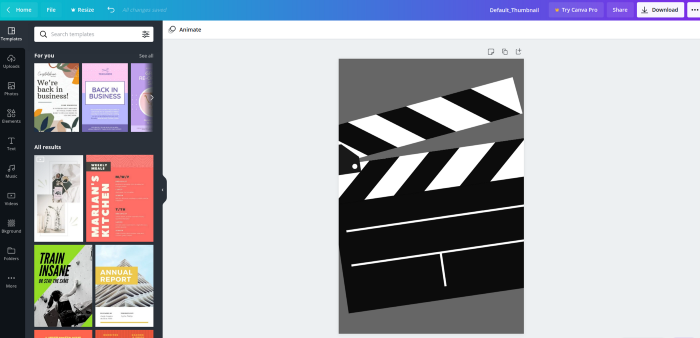 Home
File
Resize
All changes saved
Default_Thumbnail
Try Canva Pro
Share
Download
Templates
Uploads
Photos
Elements
Text
Music
Videos
Bkground
Folders
More
Search templates
Animate
For you
See all
We're
back in
business!
BACK IN
BUSINESS
All results
WEEKLY
MEALS
MARIAN'S
KITCHEN
TRAIN
INSANE
OR STAY THE SAME
ANNUAL
REPORT